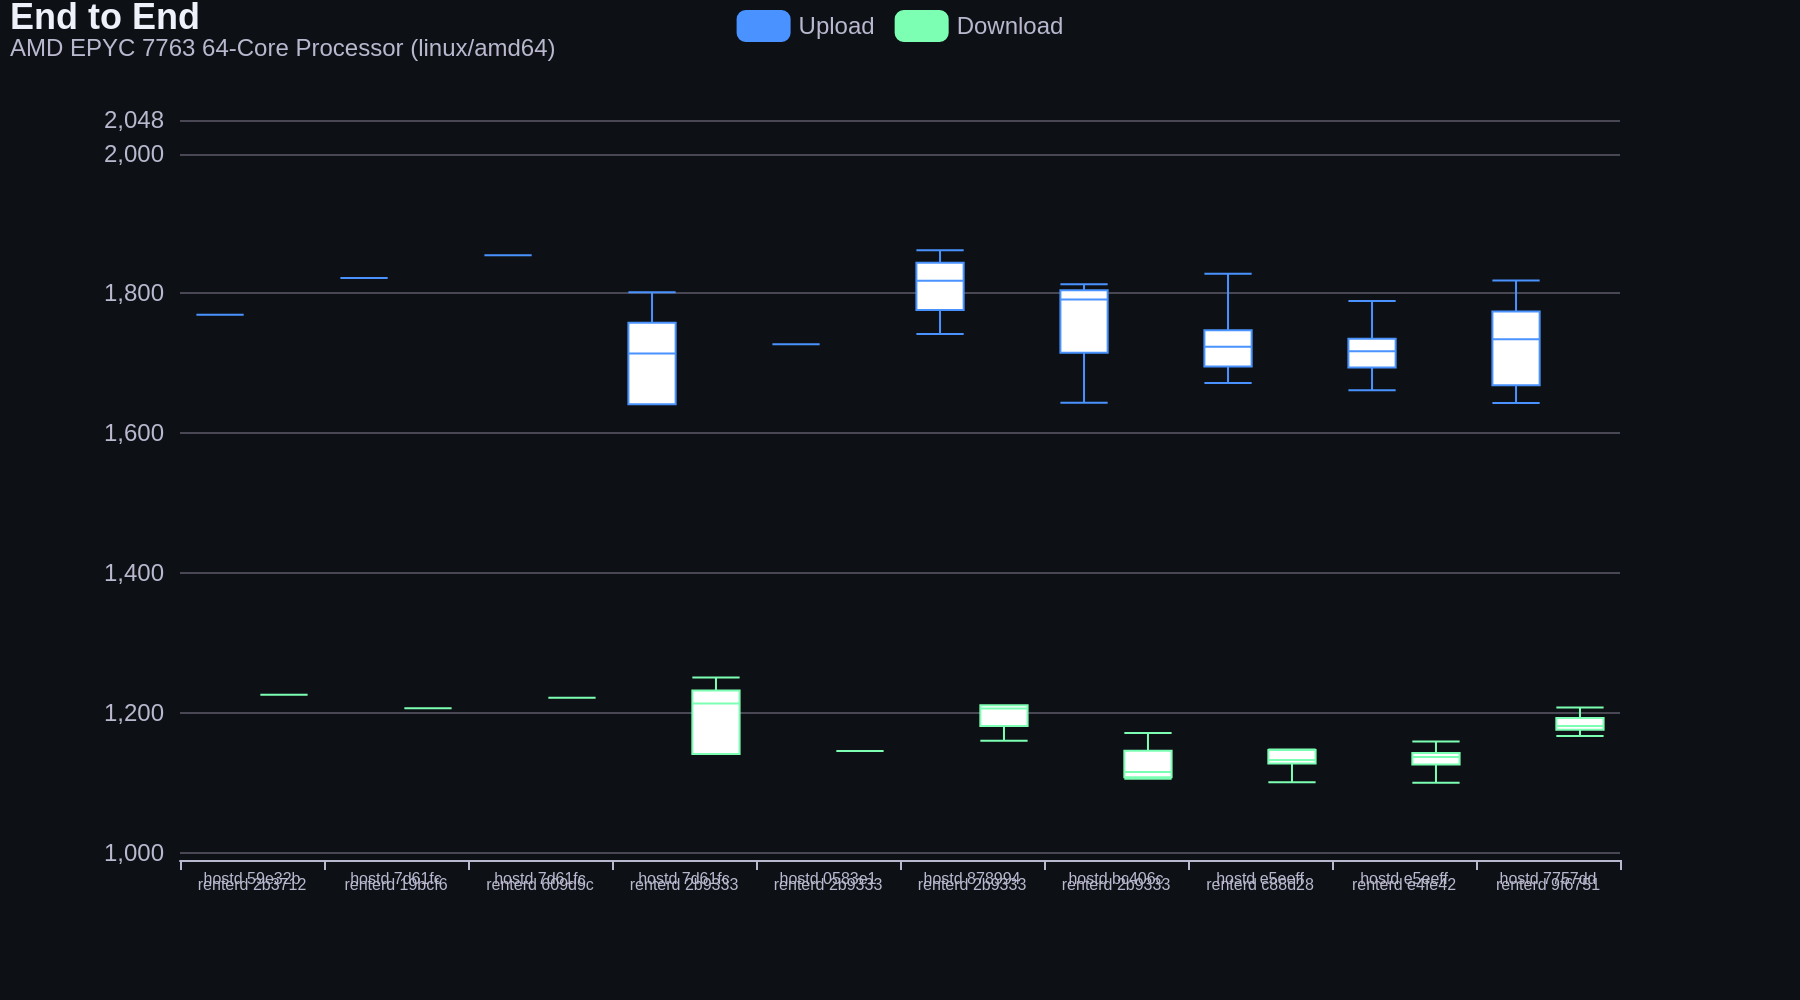 End to End
AMD EPYC 7763 64-Core Processor (linux/amd64)
Upload Download
2,048
2,000
1,800
1,600
1,400
1,200
1,000
hostd 59e32b
renterd 2b3712
hostd 7d61fc
renterd 19bcf6
hostd 7d61fc
renterd 609d9c
hostd 7d61fc
renterd 2b9333
hostd 0583e1
renterd 2b9333
hostd 878994
renterd 2b9333
hostd bc406c
renterd 2b9333
hostd e5eeff
renterd c88d28
hostd e5eeff
renterd e4fe42
hostd 7757dd
renterd 9f6751